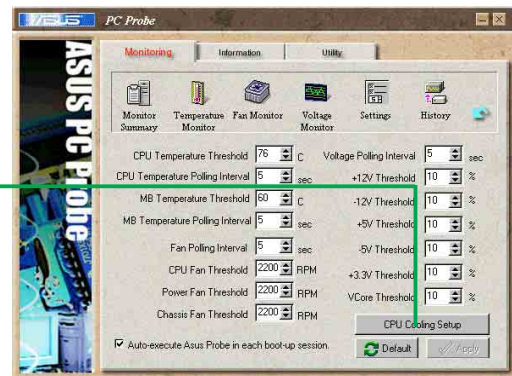 ASUS PC Probe
Monitoring Information Utility
Monitor Summary
Temperature Monitor
Fan Monitor
Voltage Monitor
Settings
History
ASUS PC Probe
CPU Temperature Threshold 76 C
CPU Temperature Polling Interval 5 sec
MB Temperature Threshold 60 C
MB Temperature Polling Interval 5 sec
Fan Polling Interval 5 sec
CPU Fan Threshold 2200 RPM
Power Fan Threshold 2200 RPM
Chassis Fan Threshold 2200 RPM
Voltage Polling Interval 5 sec
+12V Threshold 10 %
-12V Threshold 10 %
+5V Threshold 10 %
-5V Threshold 10 %
+3.3V Threshold 10 %
VCore Threshold 10 %
CPU Cooling Setup
Auto-execute Asus Probe in each boot-up session.
Default Apply